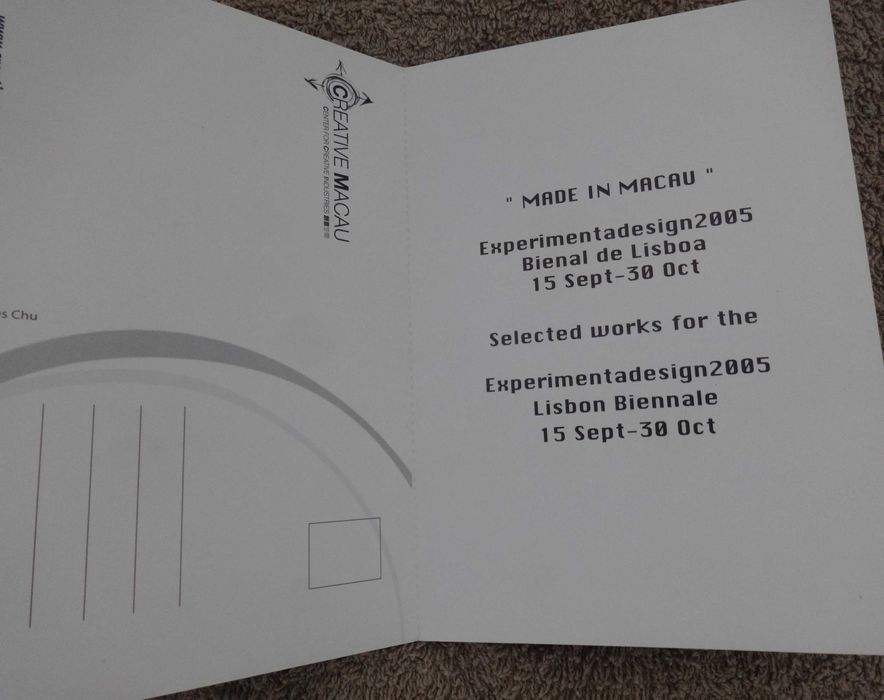 CREATIVE MACAU
CENTER FOR CREATIVE INDUSTRIES
s Chu
" MADE IN MACAU "
Experimentadesign2005
Bienal de Lisboa
15 Sept-30 Oct
Selected works for the
Experimentadesign2005
Lisbon Biennale
15 Sept-30 Oct